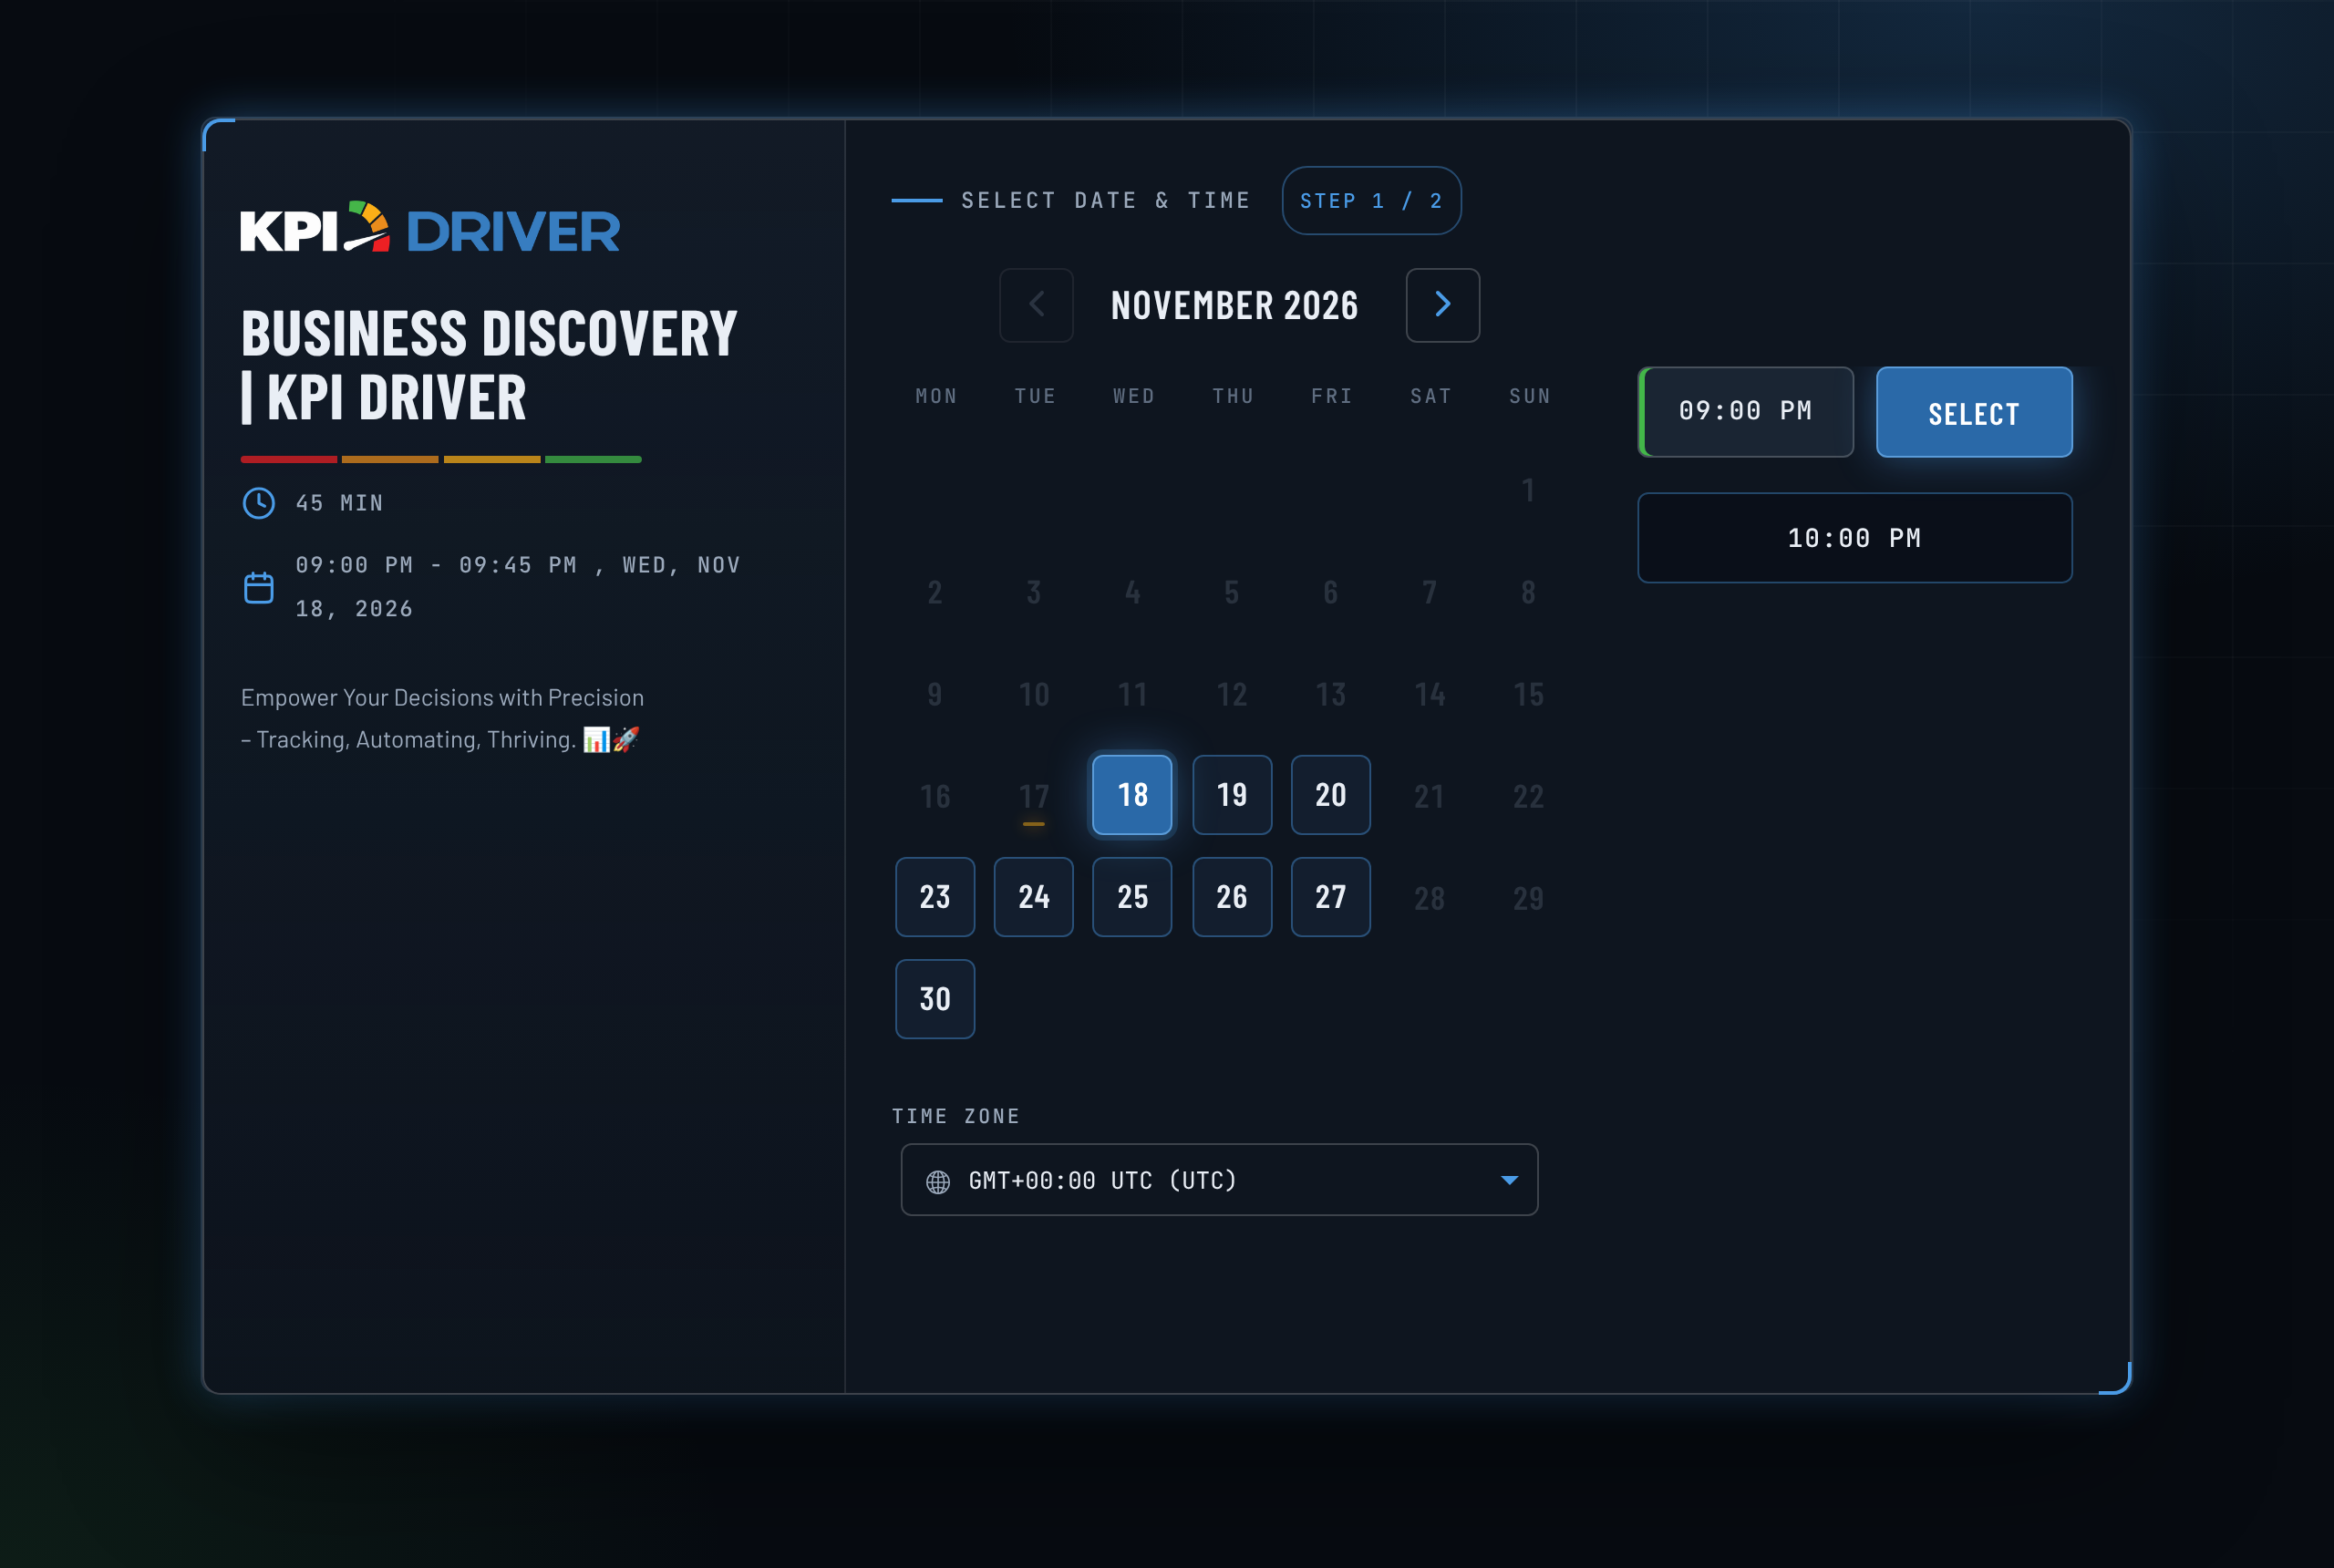 KPI DRIVER
BUSINESS DISCOVERY
| KPI DRIVER
45 MIN
09:00 PM - 09:45 PM , WED, NOV
18, 2026
Empower Your Decisions with Precision
– Tracking, Automating, Thriving. 📊🚀
SELECT DATE & TIME
STEP 1 / 2
NOVEMBER 2026
MON TUE WED THU FRI SAT SUN
1
2 3 4 5 6 7 8
9 10 11 12 13 14 15
16 17 18 19 20 21 22
23 24 25 26 27 28 29
30
TIME ZONE
GMT+00:00 UTC (UTC)
09:00 PM
SELECT
10:00 PM